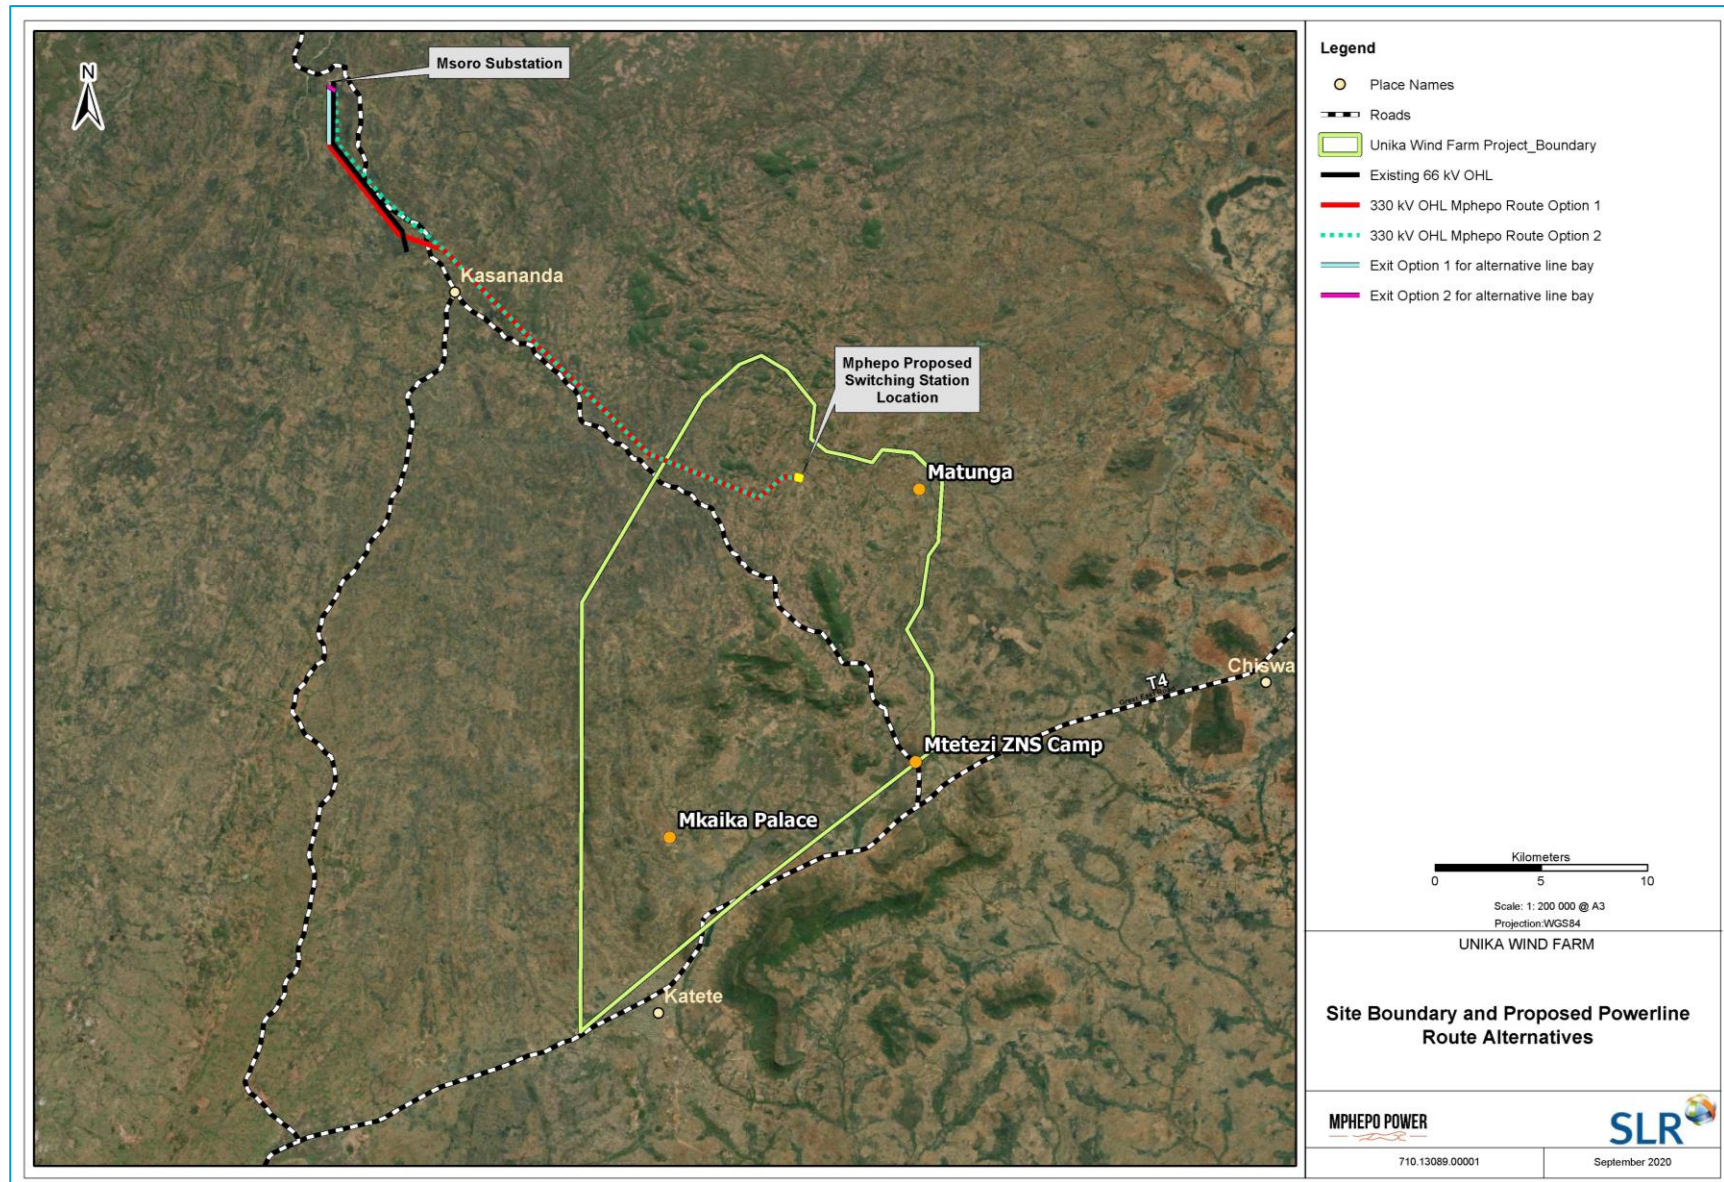 N
Msoro Substation
Kasananda
Mphepo Proposed
Switching Station
Location
Matunga
Chiswa
T4
Mtetezi ZNS Camp
Mkaika Palace
Katete
Legend
Place Names
Roads
Unika Wind Farm Project_Boundary
Existing 66 kV OHL
330 kV OHL Mphepo Route Option 1
330 kV OHL Mphepo Route Option 2
Exit Option 1 for alternative line bay
Exit Option 2 for alternative line bay
Kilometers
0 5 10
Scale: 1: 200 000 @ A3
Projection:WGS84
UNIKA WIND FARM
Site Boundary and Proposed Powerline
Route Alternatives
MPHEPO POWER
SLR
710.13089.00001
September 2020